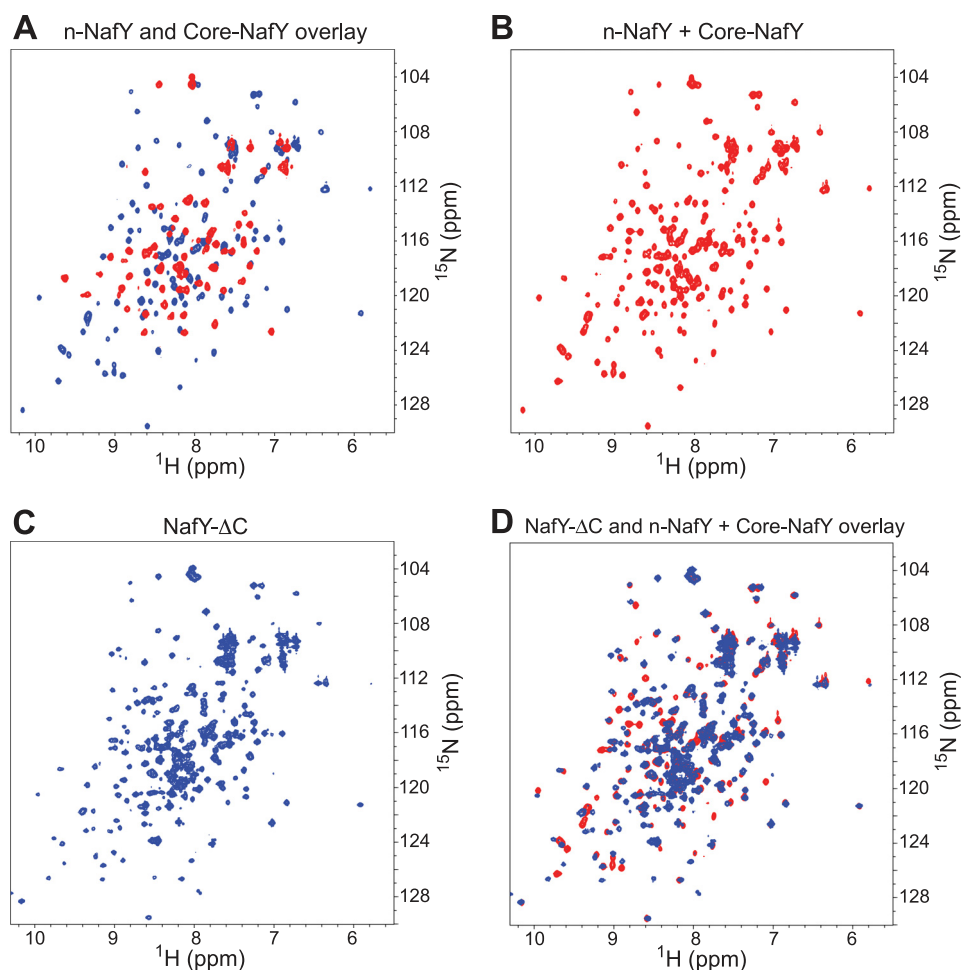 A
n-NafY and Core-NafY overlay
104
108
112
116
120
124
128
¹⁵N (ppm)
10 9 8 7 6
¹H (ppm)
B
n-NafY + Core-NafY
104
108
112
116
120
124
128
¹⁵N (ppm)
10 9 8 7 6
¹H (ppm)
C
NafY-ΔC
104
108
112
116
120
124
128
¹⁵N (ppm)
10 9 8 7 6
¹H (ppm)
D
NafY-ΔC and n-NafY + Core-NafY overlay
104
108
112
116
120
124
128
¹⁵N (ppm)
10 9 8 7 6
¹H (ppm)